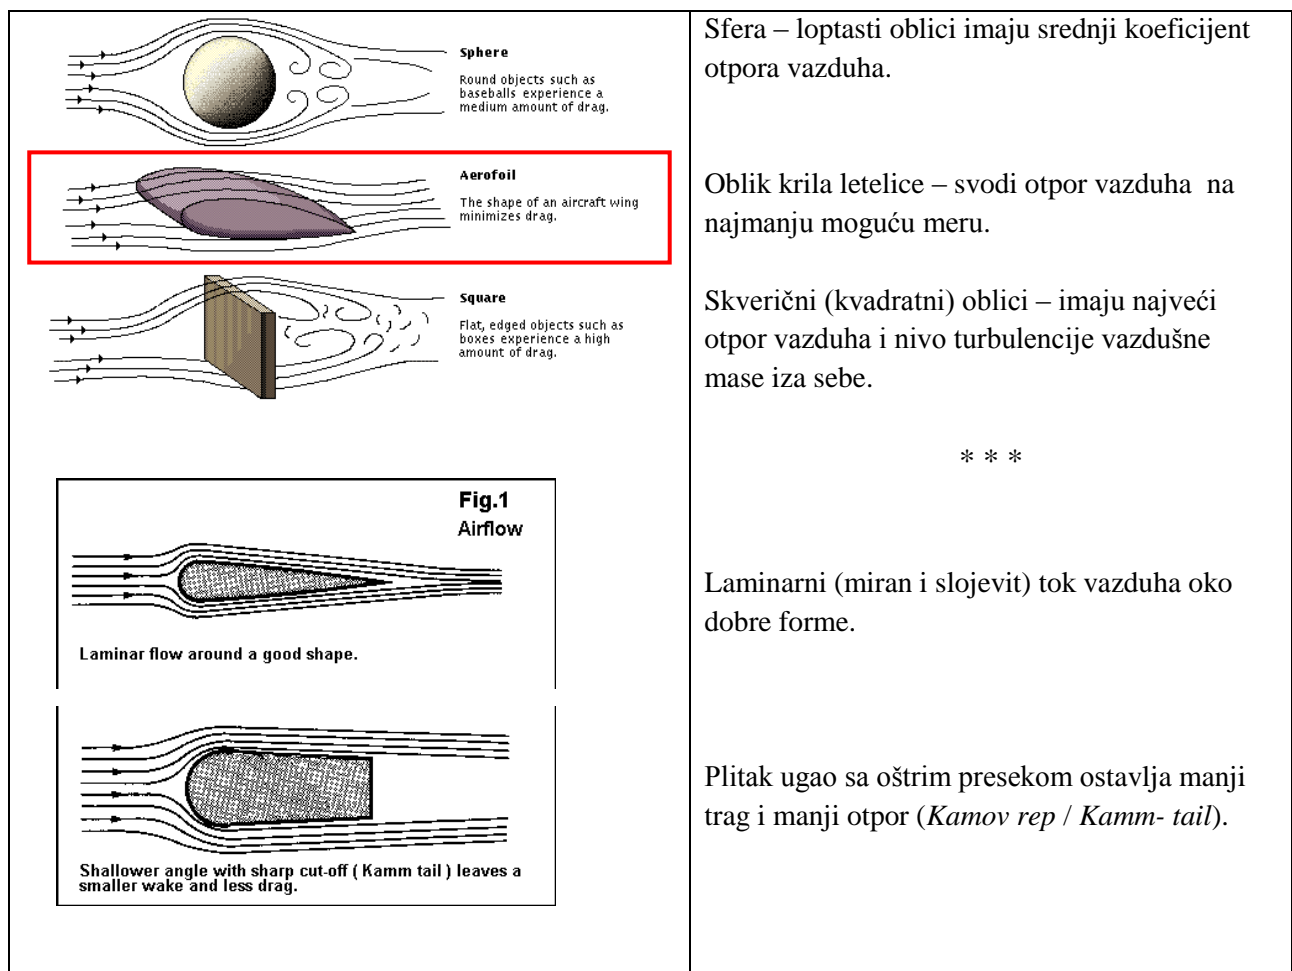 Sphere
Round objects such as
baseballs experience a
medium amount of drag.
Aerofoil
The shape of an aircraft wing
minimizes drag.
Square
Flat, edged objects such as
boxes experience a high
amount of drag.
Fig.1
Airflow
Laminar flow around a good shape.
Shallower angle with sharp cut-off ( Kamm tail ) leaves a
smaller wake and less drag.
Sfera – loptasti oblici imaju srednji koeficijent
otpora vazduha.
Oblik krila letelice – svodi otpor vazduha na
najmanju moguću meru.
Skverični (kvadratni) oblici – imaju najveći
otpor vazduha i nivo turbulencije vazdušne
mase iza sebe.
* * *
Laminarni (miran i slojevit) tok vazduha oko
dobre forme.
Plitak ugao sa oštrim presekom ostavlja manji
trag i manji otpor (Kamov rep / Kamm- tail).